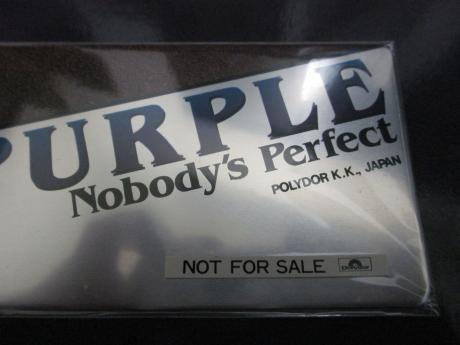 PURPLE
Nobody's Perfect
POLYDOR K.K., JAPAN
NOT FOR SALE